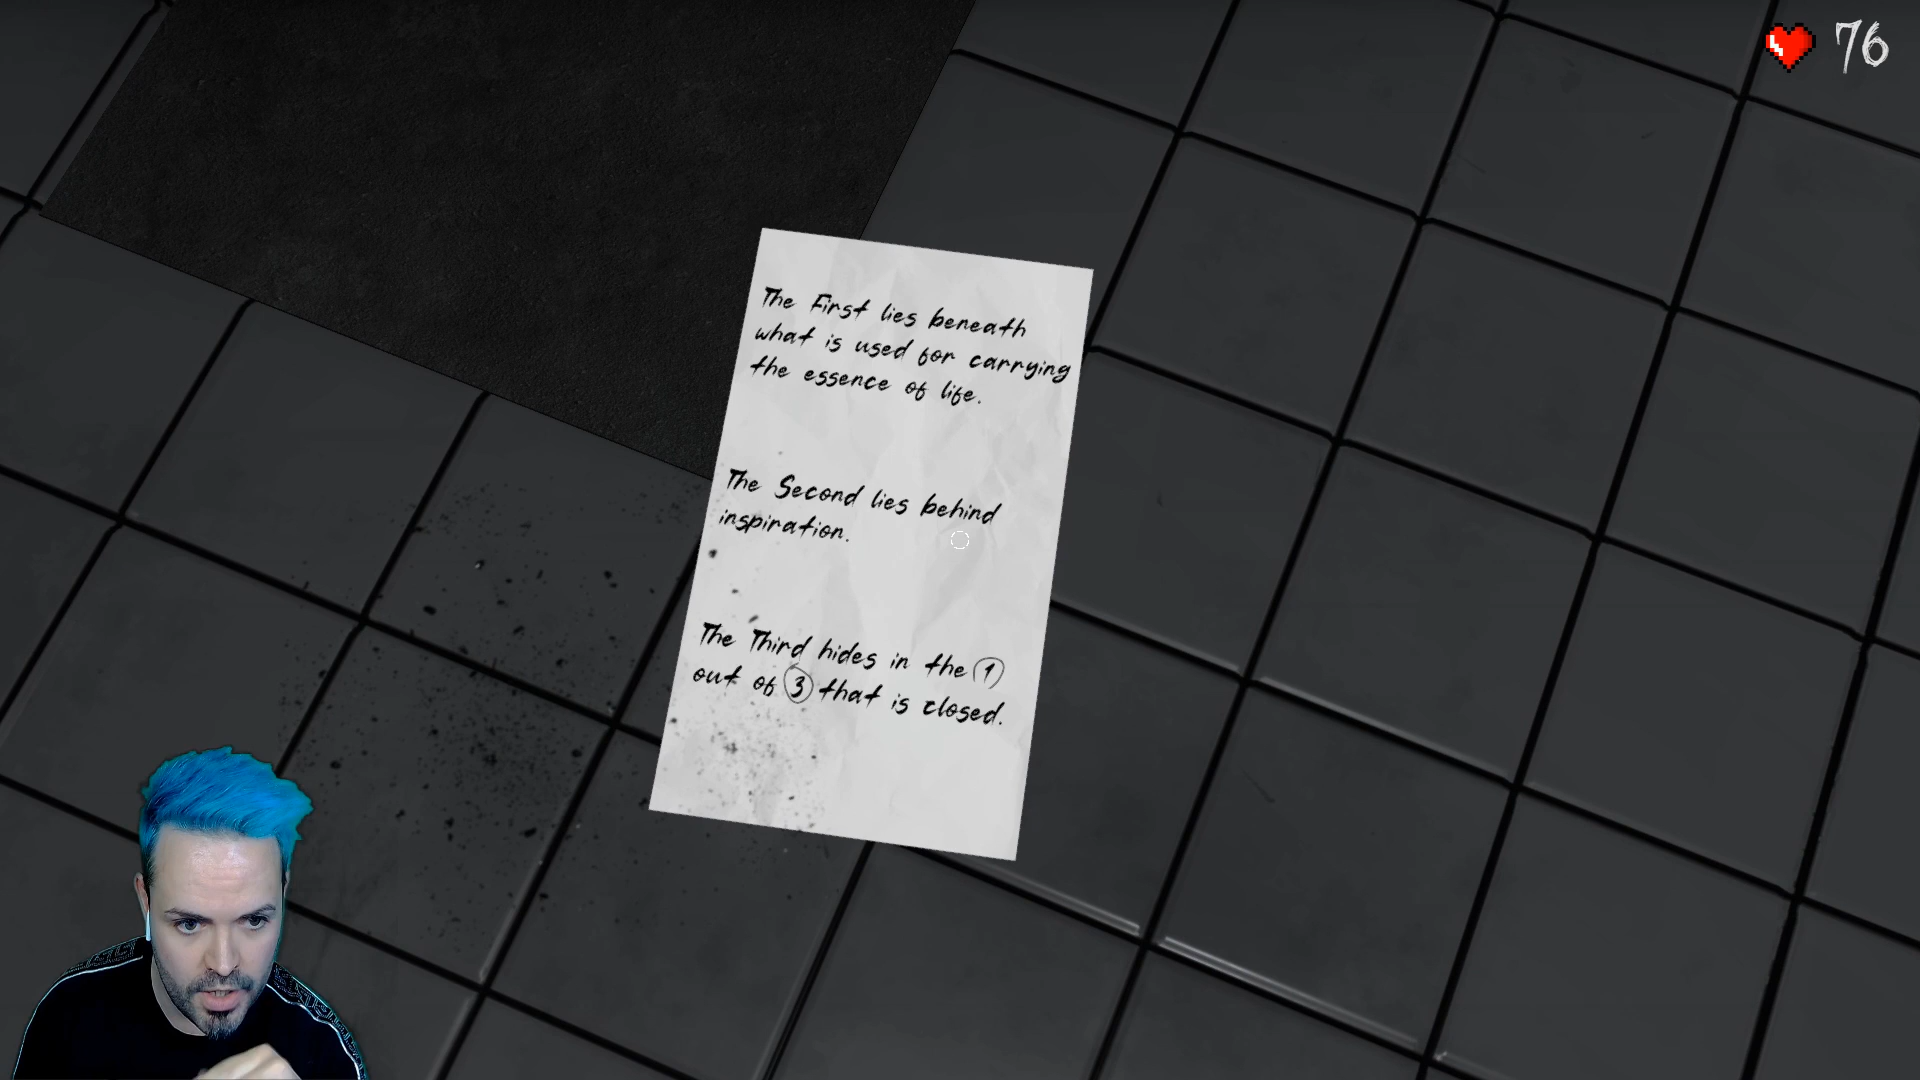 76
The First lies beneath
what is used for carrying
the essence of life.
The Second lies behind
inspiration.
The Third hides in the 1
out of 3 that is closed.